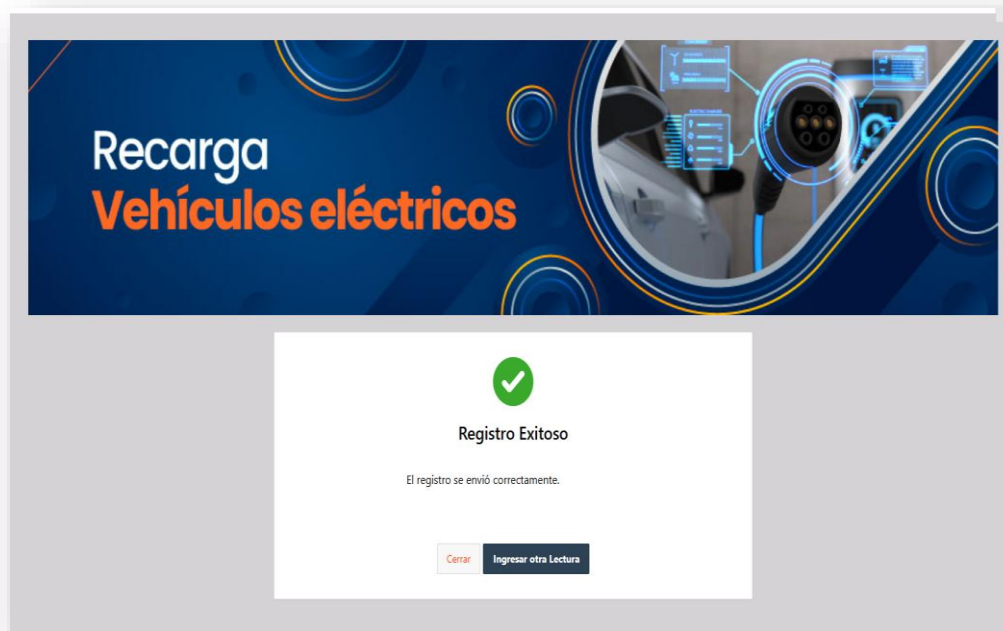 Recarga
Vehículos eléctricos
Registro Exitoso
El registro se envió correctamente.
Cerrar
Ingresar otra Lectura